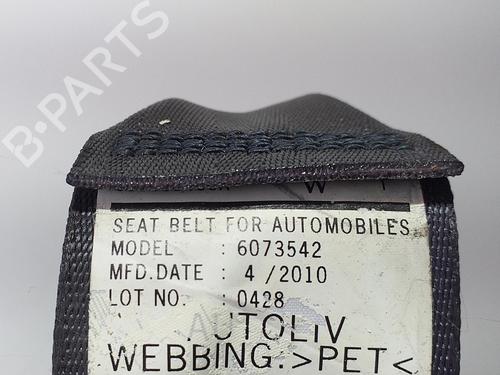 B-PARTS
SEAT BELT FOR AUTOMOBILES
MODEL : 6073542
MFD.DATE : 4/2010
LOT NO. : 0428
AUTOLIV
WEBBING:>PET<